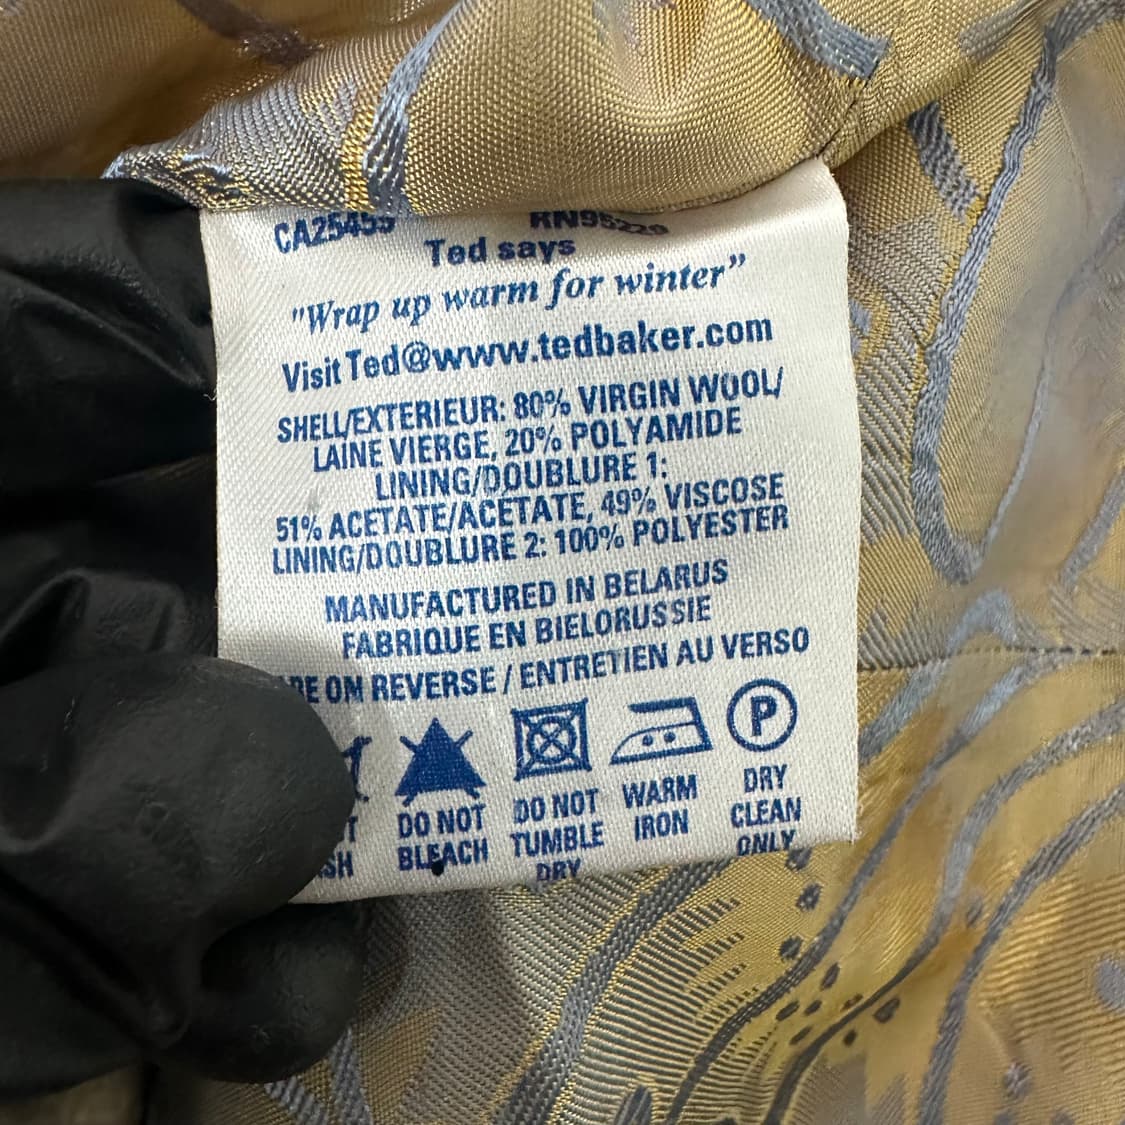 CA25459 RN95229
Ted says
"Wrap up warm for winter”
Visit Ted@www.tedbaker.com
SHELL/EXTERIEUR: 80% VIRGIN WOOL/
LAINE VIERGE, 20% POLYAMIDE
LINING/DOUBLURE 1:
51% ACETATE/ACETATE, 49% VISCOSE
LINING/DOUBLURE 2: 100% POLYESTER
MANUFACTURED IN BELARUS
FABRIQUE EN BIELORUSSIE
ON REVERSE / ENTRETIEN AU VERSO
P
DO NOT
BLEACH
DO NOT
TUMBLE
DRY
WARM
IRON
DRY
CLEAN
ONLY